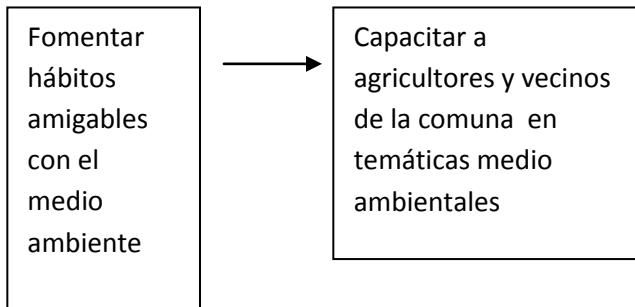 Fomentar
hábitos
amigables
con el
medio
ambiente
Capacitar a
agricultores y vecinos
de la comuna  en
temáticas medio
ambientales